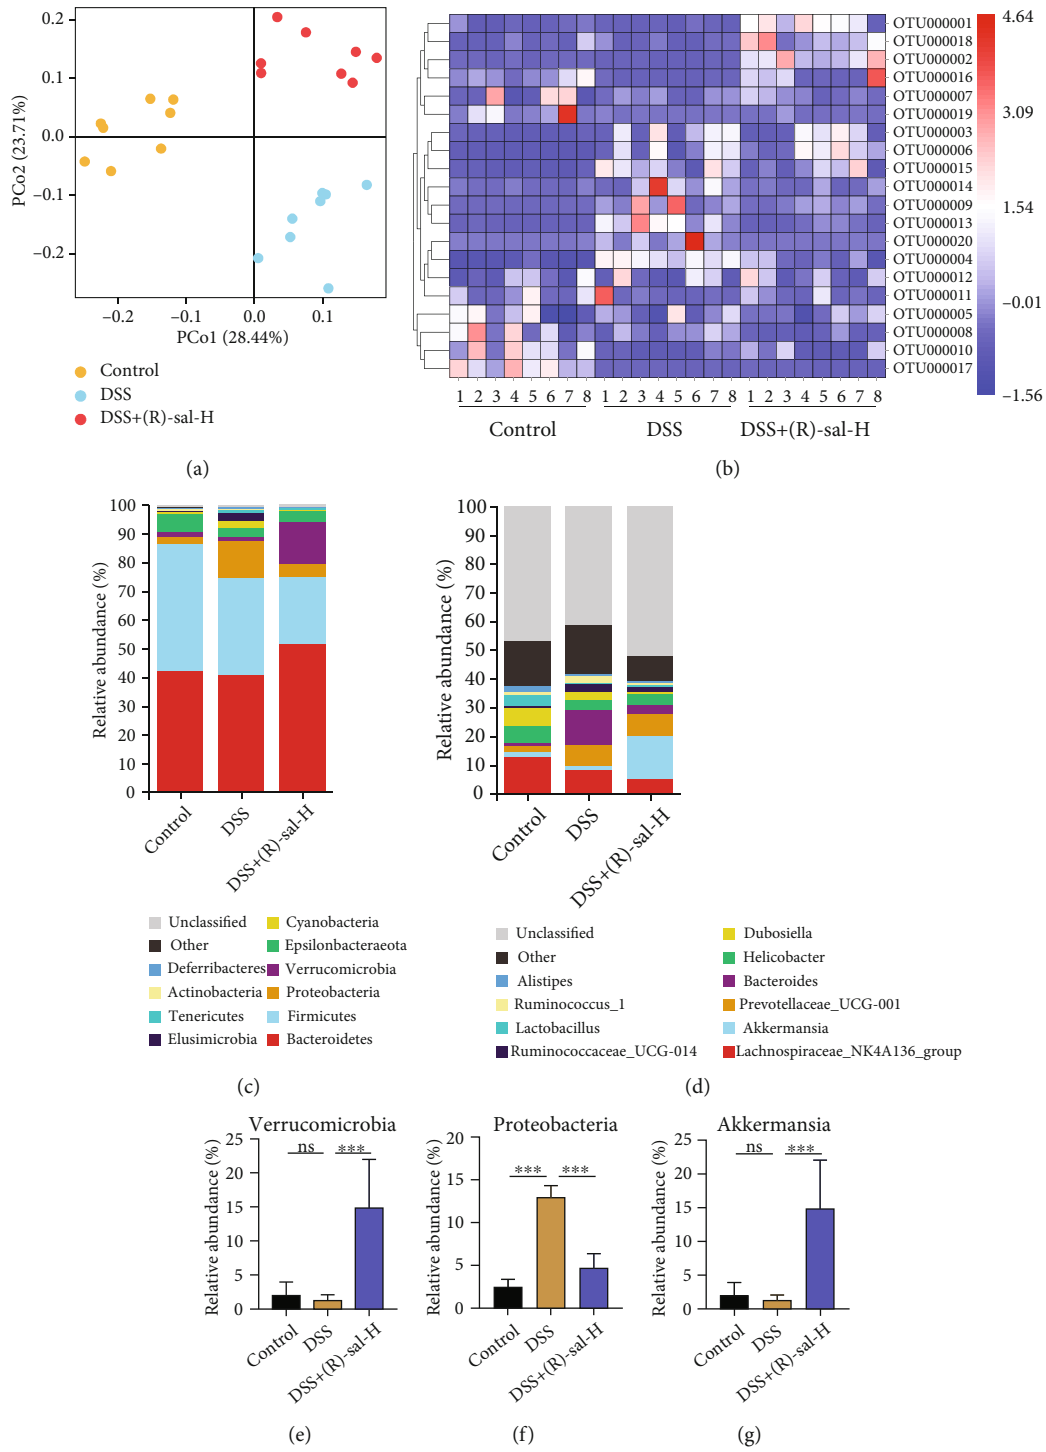 0.2
0.1
0.0
−0.1
−0.2
PCo2 (23.71%)
−0.2
−0.1
0.0
0.1
PCo1 (28.44%)
Control
DSS
DSS+(R)-sal-H
(a)
OTU000001
OTU000018
OTU000002
OTU000016
OTU000007
OTU000019
OTU000003
OTU000006
OTU000015
OTU000014
OTU000009
OTU000013
OTU000020
OTU000004
OTU000012
OTU000011
OTU000005
OTU000008
OTU000010
OTU000017
4.64
3.09
1.54
−0.01
−1.56
1 2 3 4 5 6 7 8 1 2 3 4 5 6 7 8 1 2 3 4 5 6 7 8
Control DSS DSS+(R)-sal-H
(b)
100
90
80
70
60
50
40
30
20
10
0
Relative abundance (%)
Control
DSS
DSS+(R)-sal-H
Unclassified
Other
Deferribacteres
Actinobacteria
Tenericutes
Elusimicrobia
Cyanobacteria
Epsilonbacteraeota
Verrucomicrobia
Proteobacteria
Firmicutes
Bacteroidetes
(c)
100
90
80
70
60
50
40
30
20
10
0
Relative abundance (%)
Control
DSS
DSS+(R)-sal-H
Unclassified
Other
Alistipes
Ruminococcus_1
Lactobacillus
Ruminococcaceae_UCG-014
Dubosiella
Helicobacter
Bacteroides
Prevotellaceae_UCG-001
Akkermansia
Lachnospiraceae_NK4A136_group
(d)
Verrucomicrobia
25
20
15
10
5
0
Relative abundance (%)
ns ***
Control
DSS
DSS+(R)-sal-H
(e)
Proteobacteria
20
15
10
5
0
Relative abundance (%)
*** ***
Control
DSS
DSS+(R)-sal-H
(f)
Akkermansia
25
20
15
10
5
0
Relative abundance (%)
ns ***
Control
DSS
DSS+(R)-sal-H
(g)